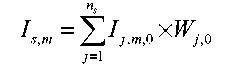 I_{s,m} = \sum_{j=1}^{n_s} I_{j,m,0} \times W_{j,0}